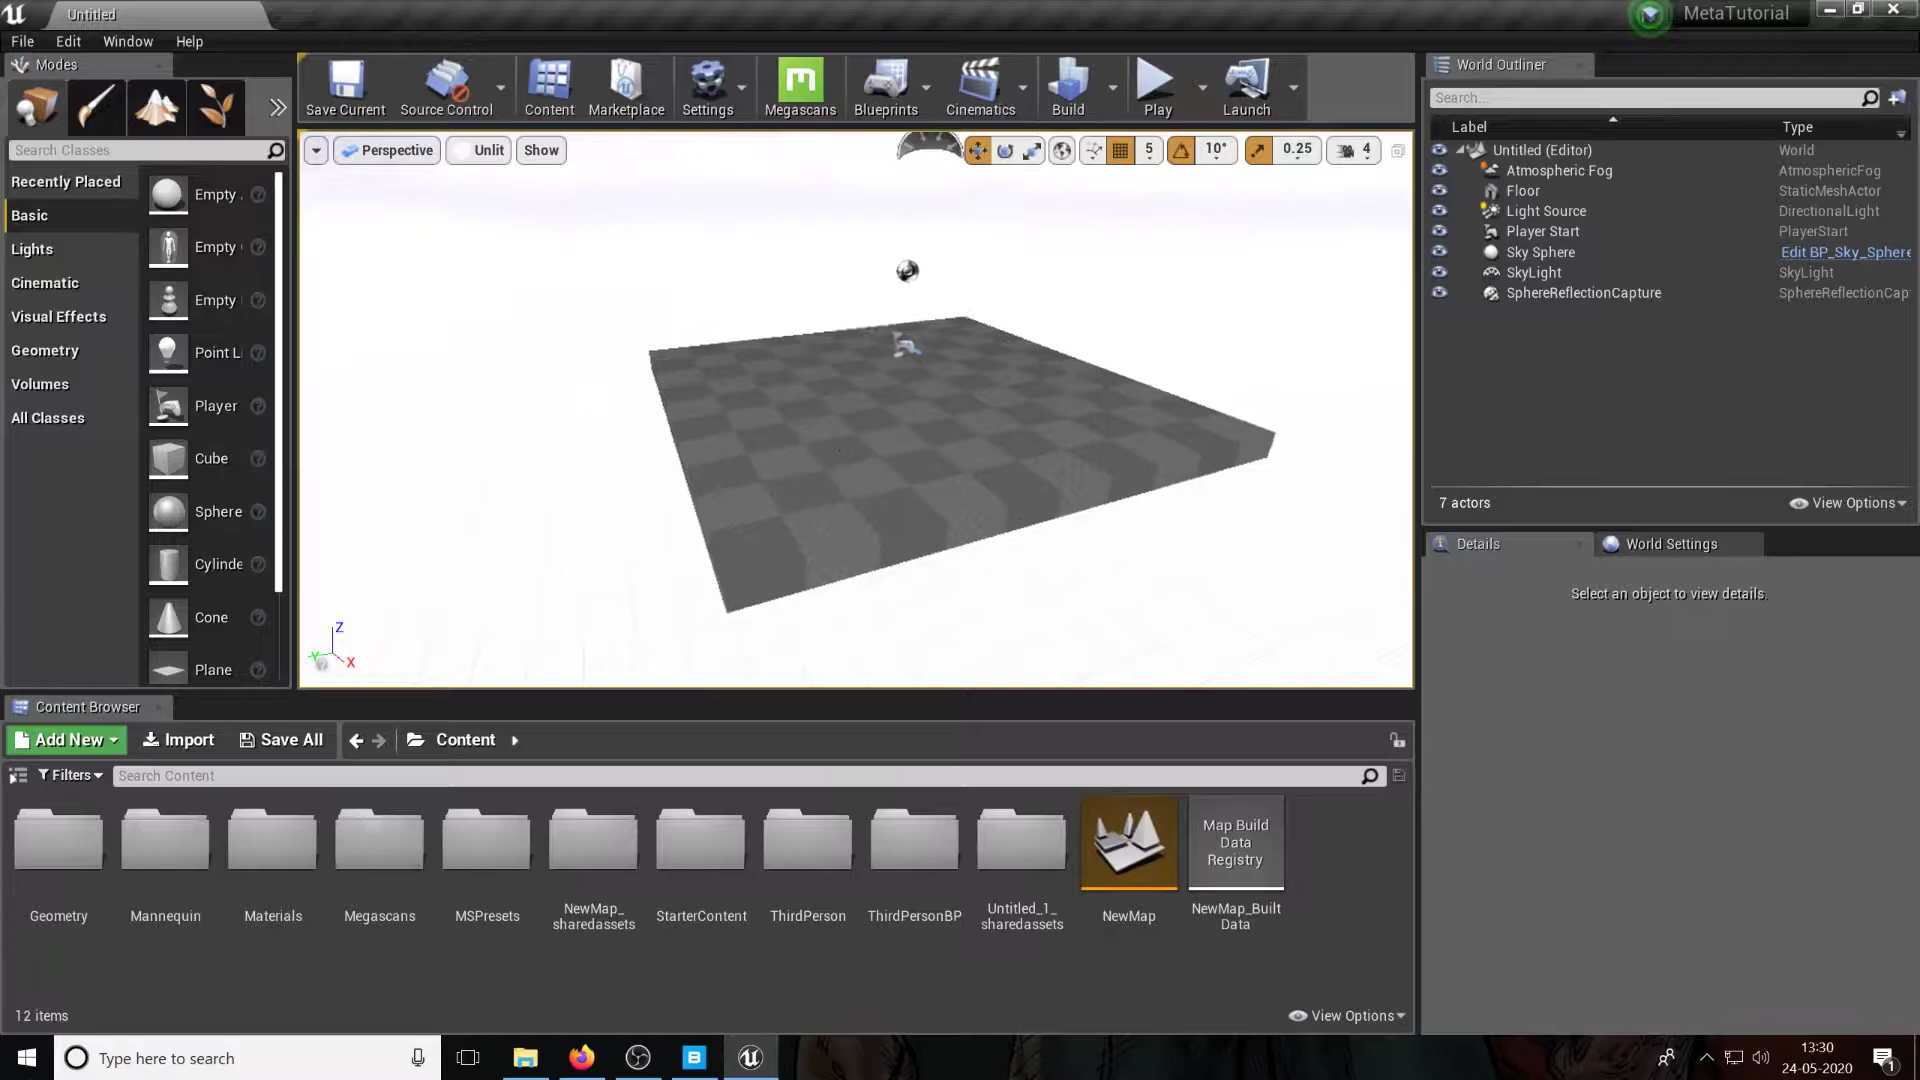 Untitled
MetaTutorial
File Edit Window Help
Modes
Save Current
Source Control
Content
Marketplace
Settings
Megascans
Blueprints
Cinematics
Build
Play
Launch
World Outliner
Search...
Label Type
Untitled (Editor) World
Atmospheric Fog AtmosphericFog
Floor StaticMeshActor
Light Source DirectionalLight
Player Start PlayerStart
Sky Sphere Edit BP_Sky_Sphere
SkyLight SkyLight
SphereReflectionCapture SphereReflectionCap
7 actors View Options
Search Classes
Recently Placed
Basic
Lights
Cinematic
Visual Effects
Geometry
Volumes
All Classes
Empty
Empty
Empty
Point Li
Player
Cube
Sphere
Cylinde
Cone
Plane
Perspective Unlit Show
5 10° 0.25 4
Z
Y
X
Details World Settings
Select an object to view details.
Content Browser
Add New Import Save All Content
Filters Search Content
Geometry
Mannequin
Materials
Megascans
MSPresets
NewMap_
sharedassets
StarterContent
ThirdPerson
ThirdPersonBP
Untitled_1_
sharedassets
NewMap
Map Build
Data
Registry
NewMap_Built
Data
12 items View Options
Type here to search
13:30
24-05-2020
1